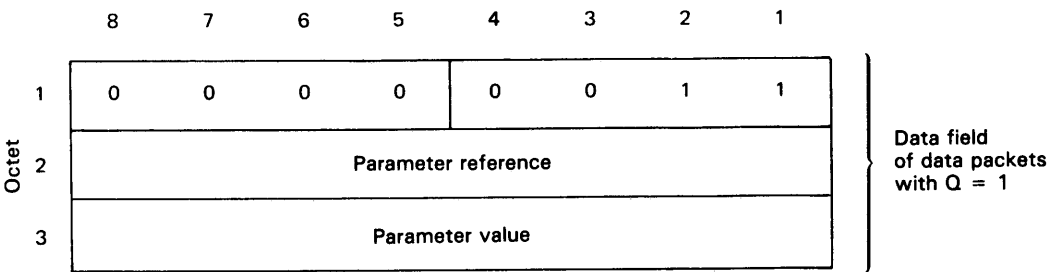 8 7 6 5 4 3 2 1
1 0 0 0 0 0 0 1 1
Octet
2 Parameter reference
3 Parameter value
Data field
of data packets
with Q = 1